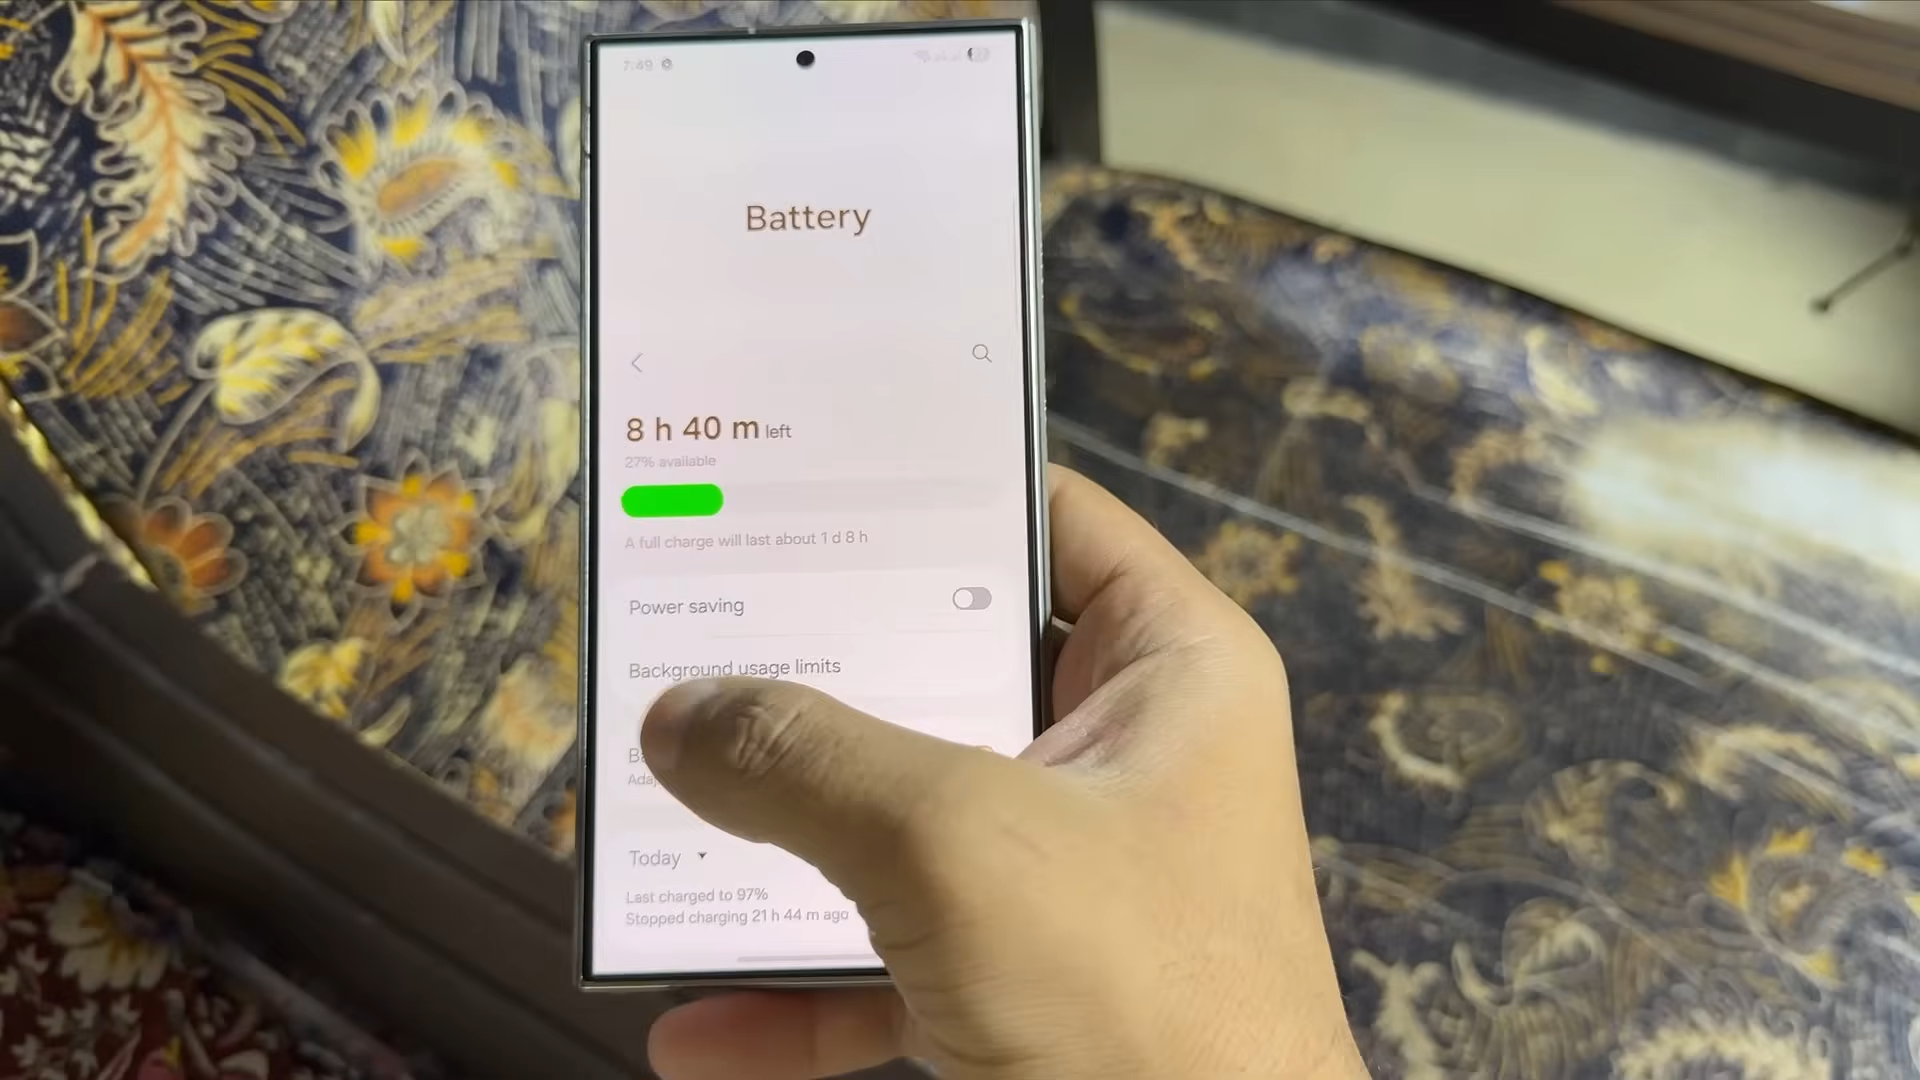 7:49
Battery
8 h 40 m left
27% available
A full charge will last about 1 d 8 h
Power saving
Background usage limits
Today
Last charged to 97%
Stopped charging 21 h 44 m ago